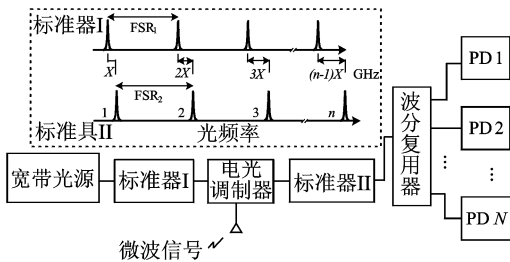 标准器I
FSR₁
X
2X
3X
(n-1)X
GHz
FSR₂
1
2
3
n
标准具II
光频率
宽带光源
标准器I
电光
调制器
标准器II
波分复用器
PD 1
PD 2
...
...
PD N
微波信号